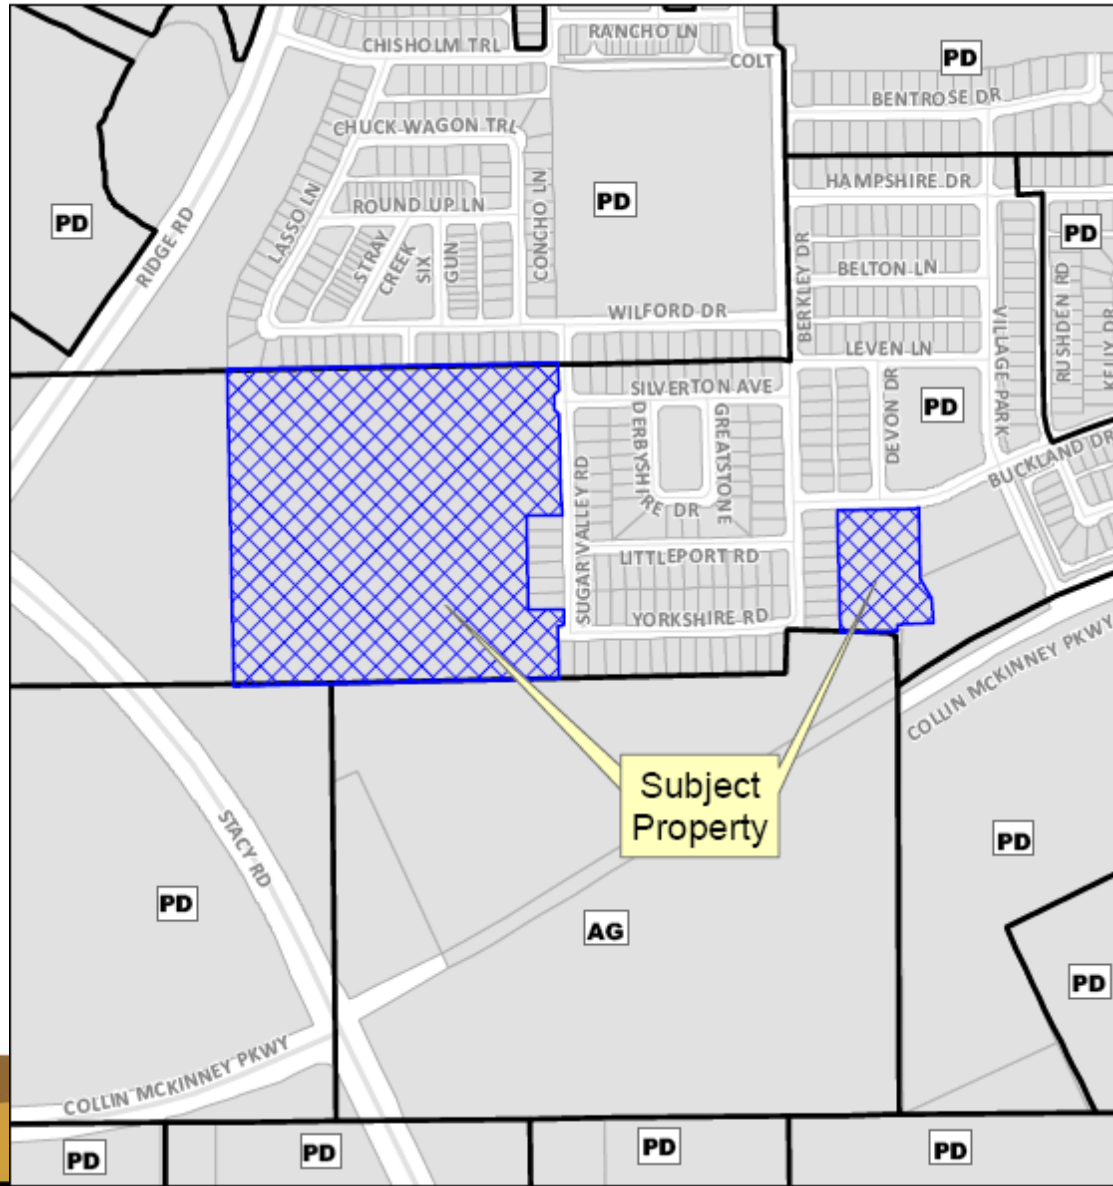 CHISHOLM TRL
RANCHO LN
COLT
PD
BENTROSE DR
CHUCK WAGON TRL
HAMPSHIRE DR
PD
RIDGE RD
LASSO LN
ROUND UP LN
CONCHO LN
PD
PD
STRAY
CREEK
SIX
GUN
BERKLEY DR
BELTON LN
RUSHDEN RD
KELLY DR
WILFORD DR
LEVEN LN
VILLAGE PARK
SILVERTON AVE
DERBYSHIRE DR
GREATSTONE
DEVON DR
PD
BUCKLAND DR
SUGAR VALLEY RD
LITTLEPORT RD
YORKSHIRE RD
COLLIN MCKINNEY PKWY
Subject
Property
STACY RD
PD
PD
AG
PD
COLLIN MCKINNEY PKWY
PD
PD
PD
PD